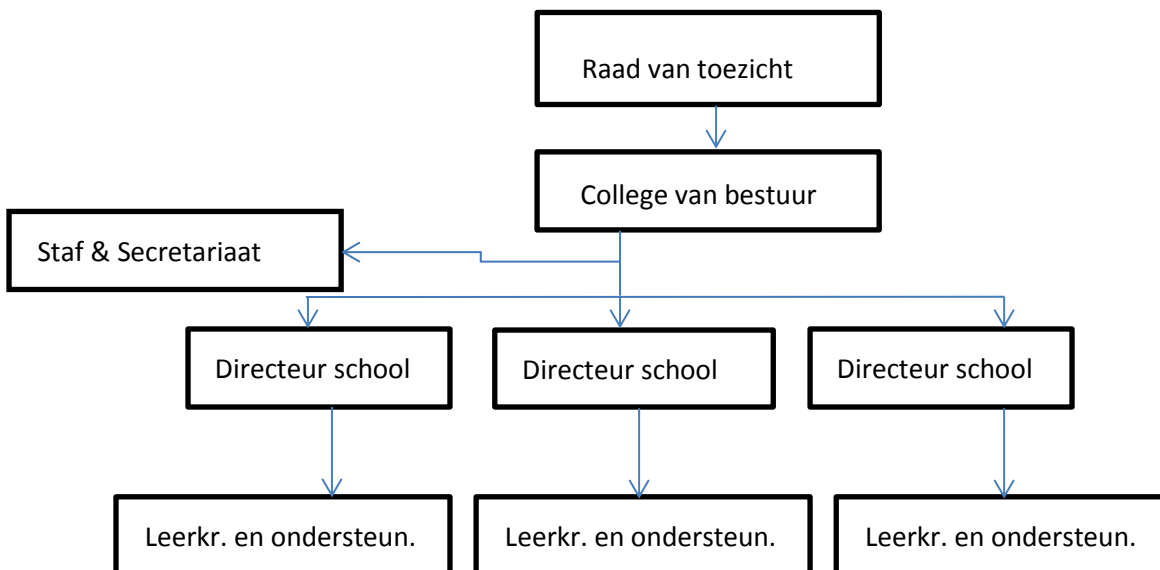 Raad van toezicht
College van bestuur
Staf & Secretariaat
Directeur school
Directeur school
Directeur school
Leerkr. en ondersteun.
Leerkr. en ondersteun.
Leerkr. en ondersteun.